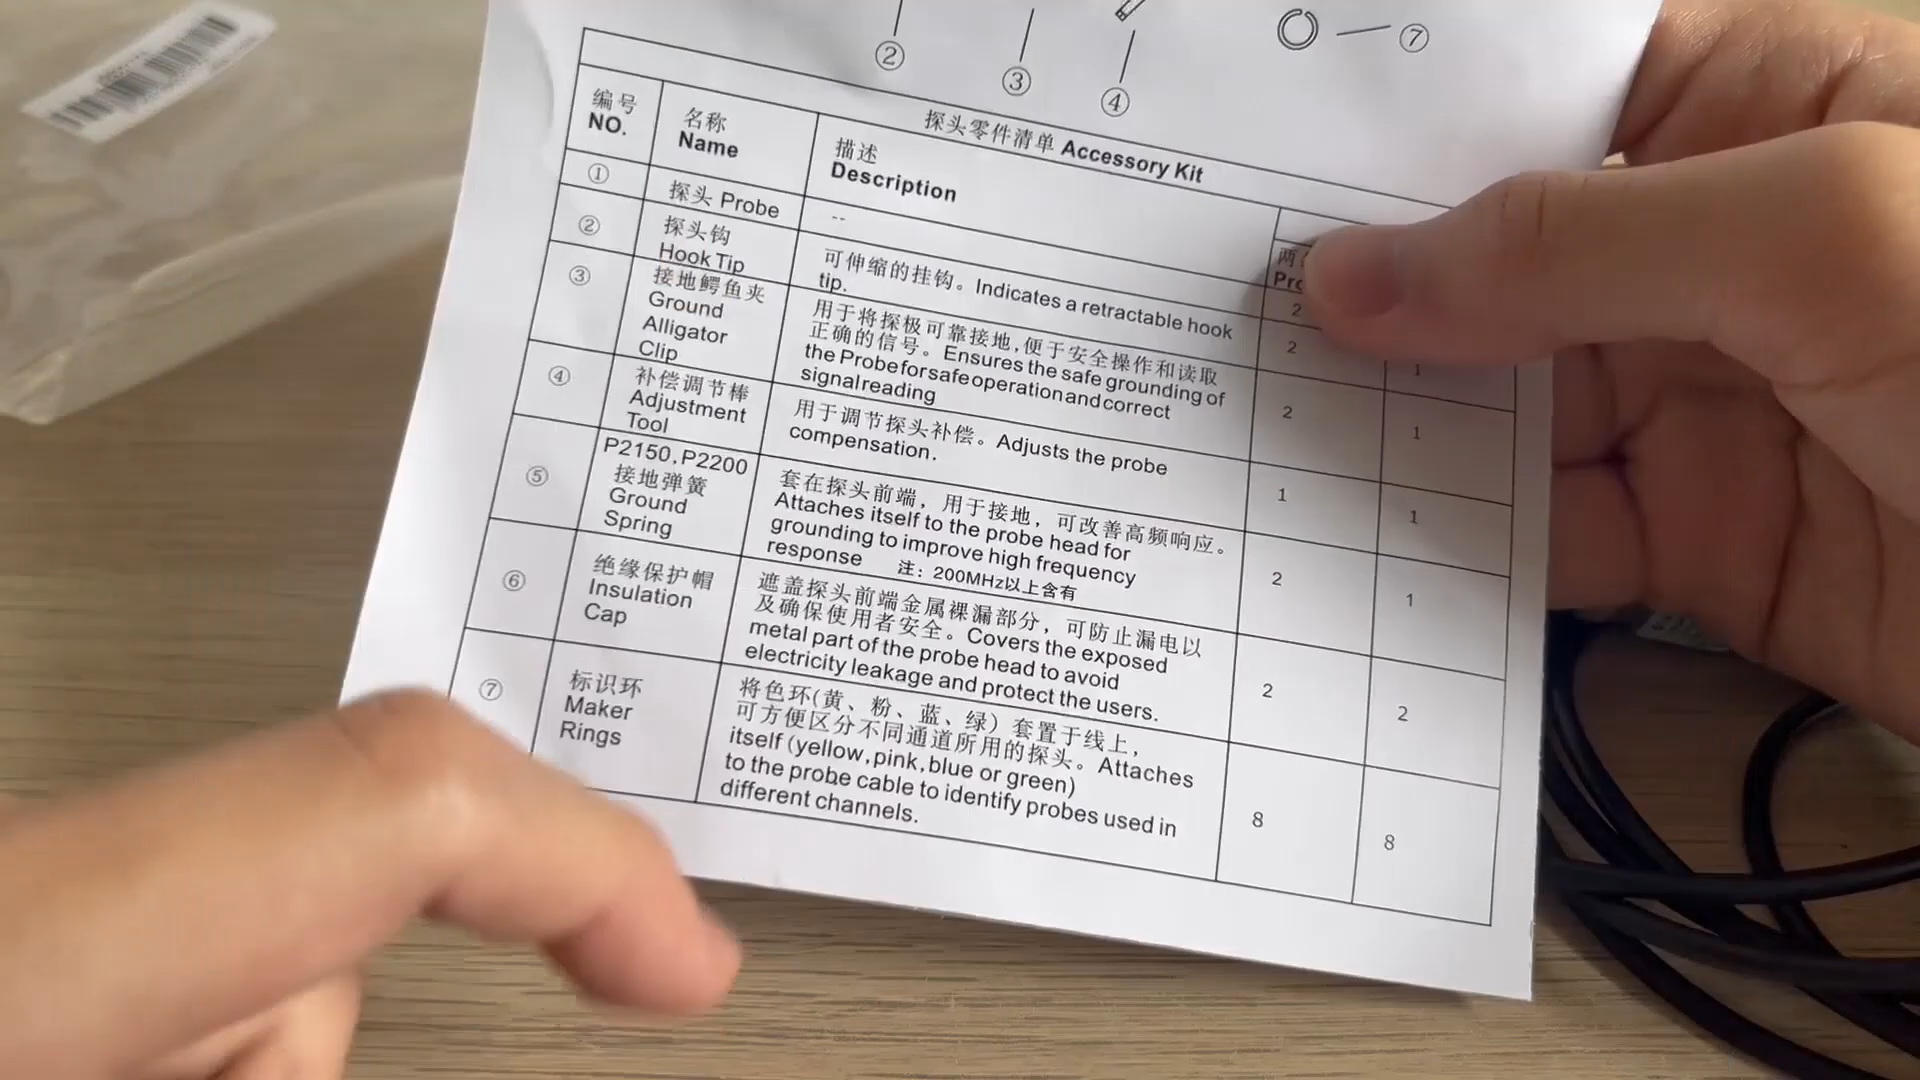 ②
③
④
⑦
探头零件清单 Accessory Kit
编号
NO.
名称
Name
描述
Description
①
探头 Probe
--
2
②
探头钩
Hook Tip
可伸缩的挂钩。Indicates a retractable hook
tip.
2
1
③
接地鳄鱼夹
Ground
Alligator
Clip
用于将探极可靠接地,便于安全操作和读取
正确的信号。Ensures the safe grounding of
the Probe for safe operation and correct
signal reading
2
1
④
补偿调节棒
Adjustment
Tool
用于调节探头补偿。Adjusts the probe
compensation.
1
1
⑤
P2150,P2200
接地弹簧
Ground
Spring
套在探头前端，用于接地，可改善高频响应。
Attaches itself to the probe head for
grounding to improve high frequency
response 注：200MHz以上含有
2
1
⑥
绝缘保护帽
Insulation
Cap
遮盖探头前端金属裸漏部分，可防止漏电以
及确保使用者安全。Covers the exposed
metal part of the probe head to avoid
electricity leakage and protect the users.
2
2
⑦
标识环
Maker
Rings
将色环(黄、粉、蓝、绿）套置于线上，
可方便区分不同通道所用的探头。Attaches
itself (yellow,pink,blue or green)
to the probe cable to identify probes used in
different channels.
8
8